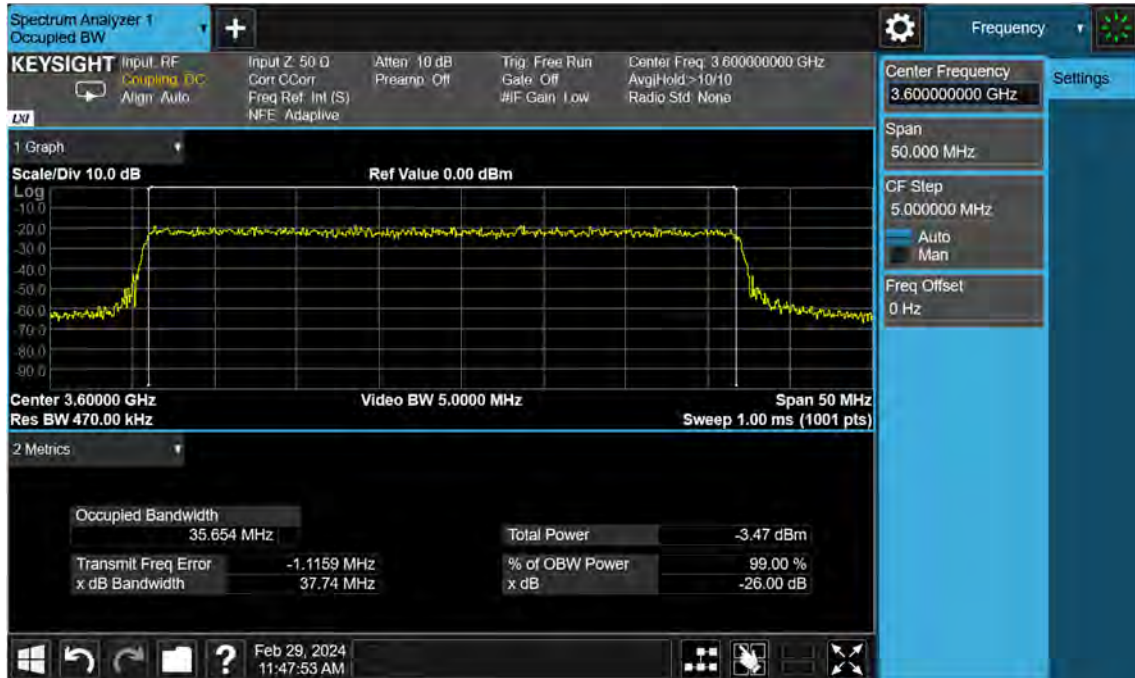 Spectrum Analyzer 1
Occupied BW
Frequency
KEYSIGHT
LXI
Input: RF
Coupling: DC
Align: Auto
Input Z: 50 Ω
Corr CCorr
Freq Ref: Int (S)
NFE: Adaptive
Atten: 10 dB
Preamp: Off
Trig: Free Run
Gate: Off
#IF Gain: Low
Center Freq: 3.600000000 GHz
Avg|Hold:>10/10
Radio Std: None
Center Frequency
3.600000000 GHz
Settings
Span
50.000 MHz
CF Step
5.000000 MHz
Auto
Man
Freq Offset
0 Hz
1 Graph
Scale/Div 10.0 dB
Ref Value 0.00 dBm
Log
-10.0
-20.0
-30.0
-40.0
-50.0
-60.0
-70.0
-80.0
-90.0
Center 3.60000 GHz
Video BW 5.0000 MHz
Span 50 MHz
Res BW 470.00 kHz
Sweep 1.00 ms (1001 pts)
2 Metrics
Occupied Bandwidth
35.654 MHz
Total Power -3.47 dBm
Transmit Freq Error -1.1159 MHz
% of OBW Power 99.00 %
x dB Bandwidth 37.74 MHz
x dB -26.00 dB
?
Feb 29, 2024
11:47:53 AM